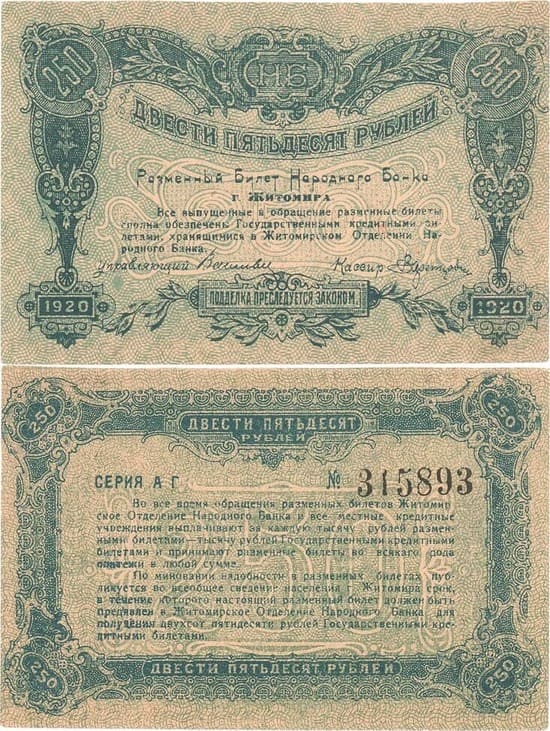 250 НБ 250
ДВЕСТИ ПЯТЬДЕСЯТ РУБЛЕЙ
Разменный Билет Народного Банка
г. Житомира
Все выпущенные в обращение разменные билеты
сполна обеспечены Государственными кредитными би-
летами, хранящимися в Житомирском Отделении На-
родного Банка.
Управляющий
Кассир
1920 ПОДДЕЛКА ПРЕСЛЕДУЕТСЯ ЗАКОНОМ. 1920
250 250
ДВЕСТИ ПЯТЬДЕСЯТ
РУБЛЕЙ
СЕРИЯ А Г № 315893
Во все время обращения разменных билетов Житомир
ское Отделение Народного Банка и все местные кредитные
учреждения выплачивают за каждую тысячу рублей размен-
ными билетами—тысячу рублей Государственными кредитными
билетами и принимают разменные билеты во всякого рода
платежи в любой сумме.
По миновании надобности в разменных билетах пуб-
ликуется во всеобщее сведение населения г. Житомира срок,
в течение которого настоящий разменный билет должен быть
предъявлен в Житомирское Отделение Народного Банка для
получения двухсот пятидесяти рублей Государственными кре-
дитными билетами.
250 250
ДВЕСТИ ПЯТЬДЕСЯТ РУБЛЕЙ